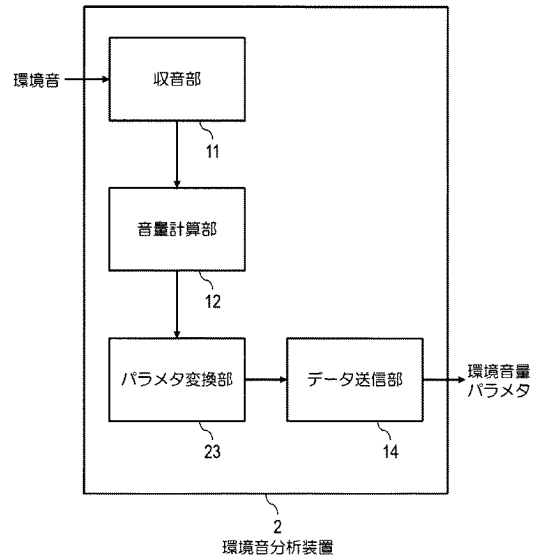 環境音
収音部
11
音量計算部
12
パラメタ変換部
23
データ送信部
14
環境音量
パラメタ
2
環境音分析装置